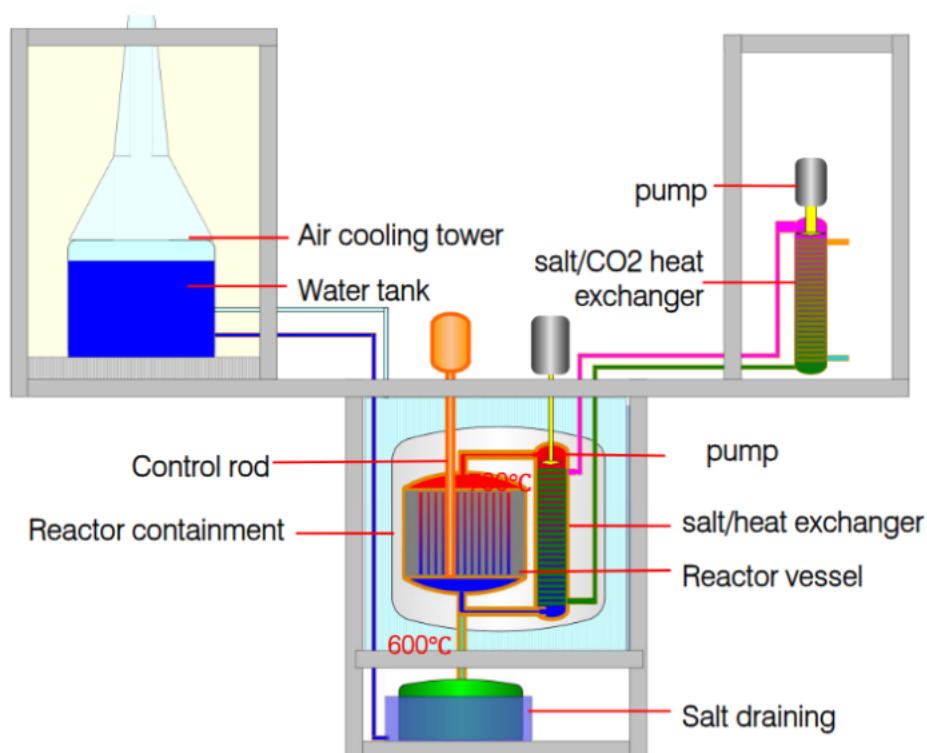 pump
Air cooling tower
salt/CO2 heat
exchanger
Water tank
Control rod
pump
700℃
Reactor containment
salt/heat exchanger
Reactor vessel
600℃
Salt draining